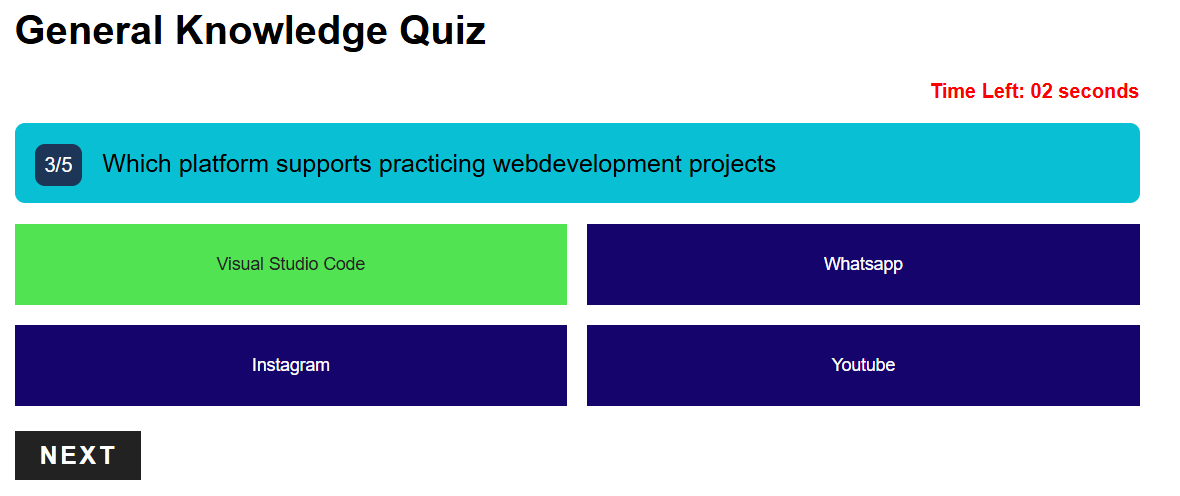 General Knowledge Quiz
Time Left: 02 seconds
3/5 Which platform supports practicing webdevelopment projects
Visual Studio Code
Whatsapp
Instagram
Youtube
NEXT